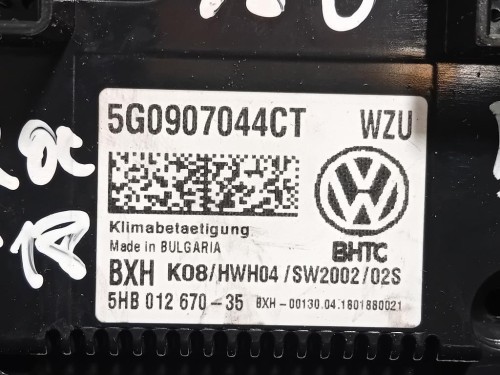 5G0907044CT WZU
Klimabetaetigung
Made in BULGARIA
BHTC
BXH K08/HWH04/SW2002/02S
5HB 012 670-35 BXH-00130.04.1801880021